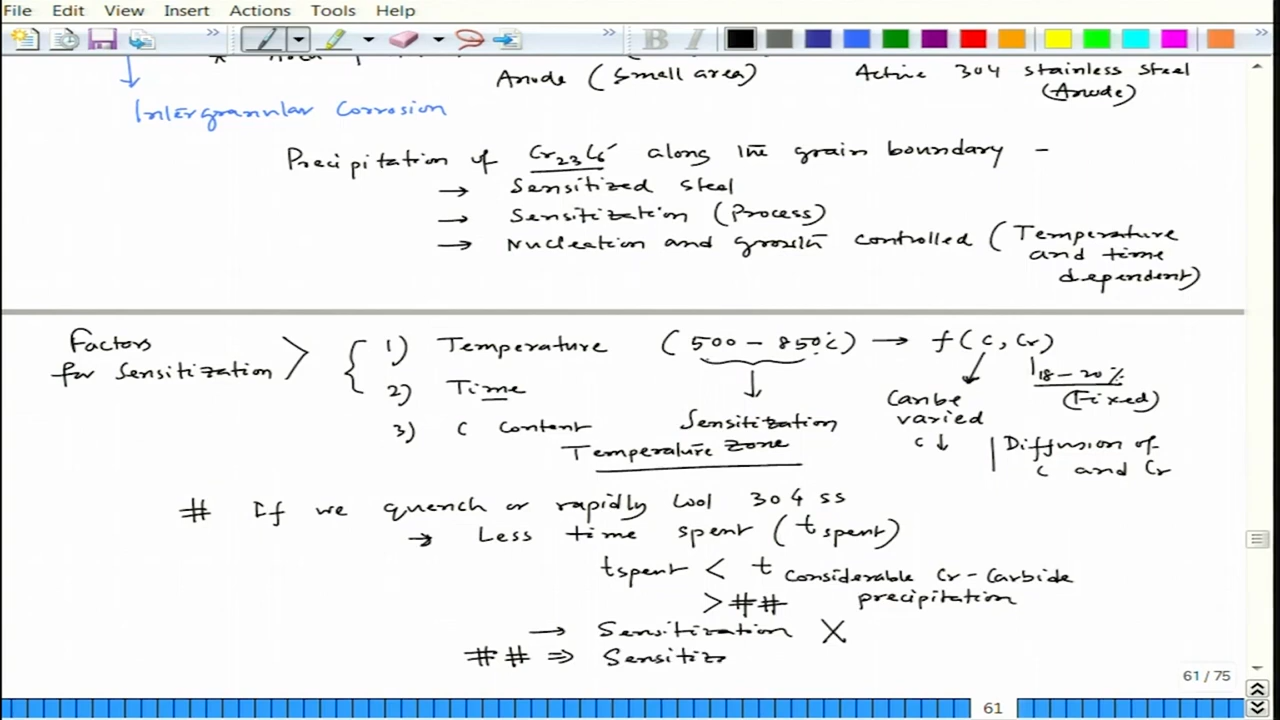 File Edit View Insert Actions Tools Help
B I
Anode (Small area)
Active 304 stainless steel
(Anode)
Intergrannular Corrosion
Precipitation of Cr23C6 along the grain boundary -
→ Sensitized steel
→ Sensitization (Process)
→ Nucleation and growth controlled (Temperature
and time
dependent)
Factors
for Sensitization
1) Temperature (500 - 850°C) → f(C, Cr)
18-20%
(Fixed)
2) Time
Can be
varied
C ↓
3) C Content
Sensitization
Temperature Zone
Diffusion of
C and Cr
# If we quench or rapidly cool 304 SS
→ Less time spent (tspent)
tspent < t Considerable Cr-Carbide
precipitation
> ##
→ Sensitization X
## ⇒ Sensitiz
61 / 75
61